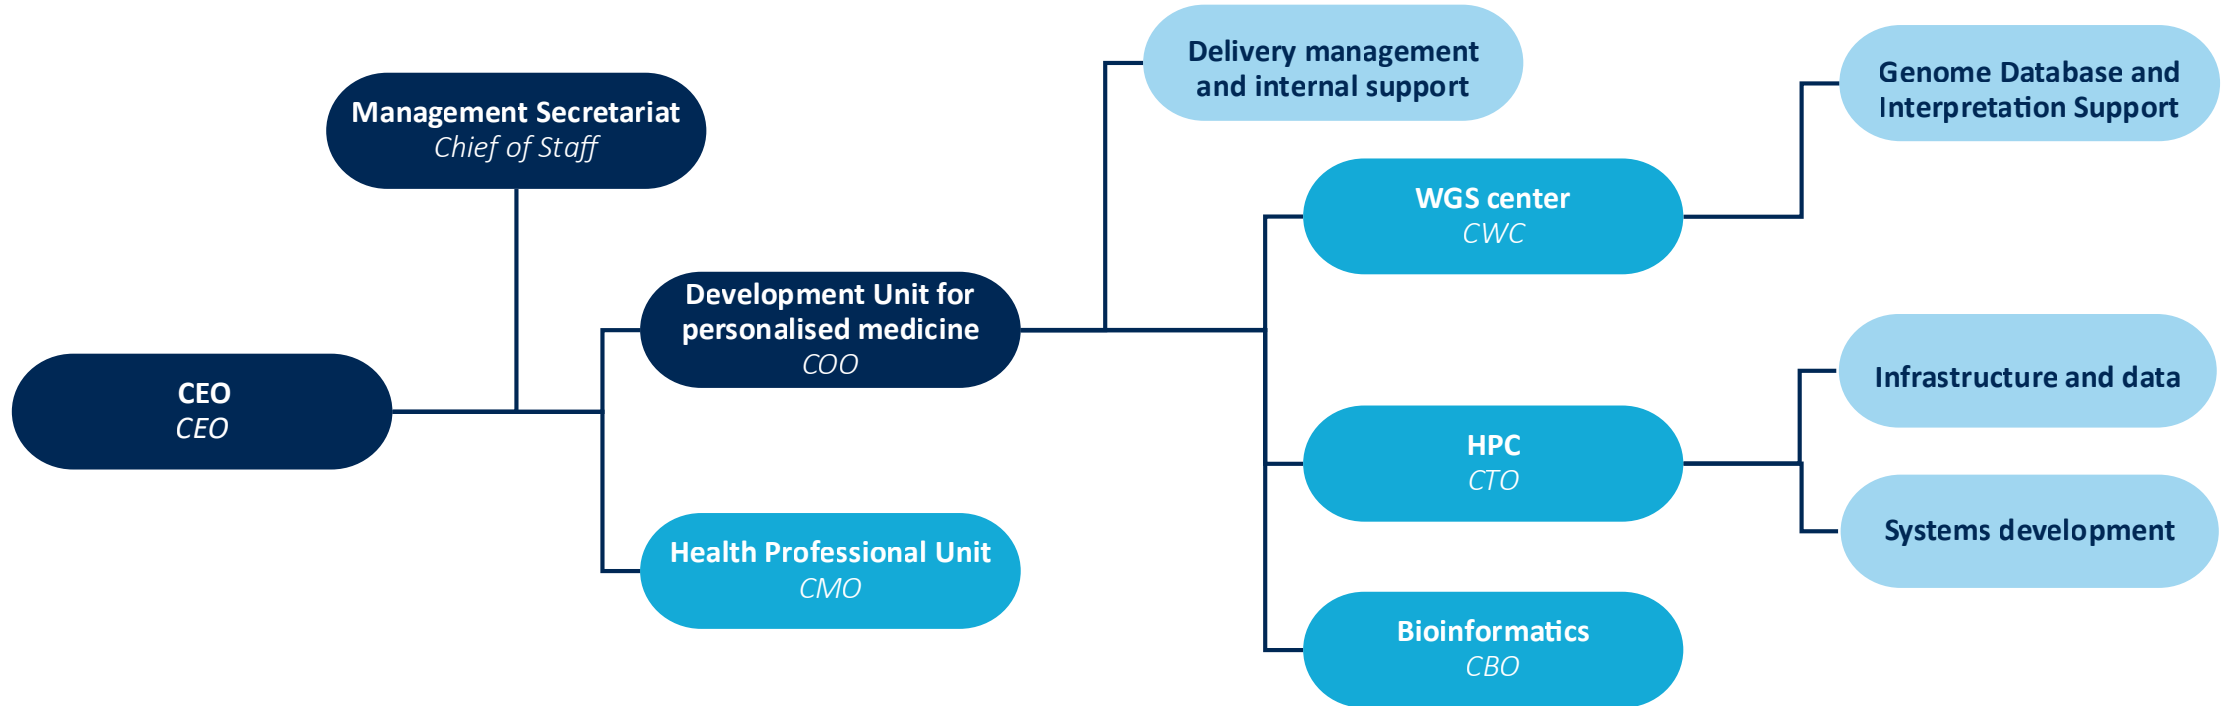 Management Secretariat
Chief of Staff
CEO
CEO
Development Unit for
personalised medicine
COO
Health Professional Unit
CMO
Delivery management
and internal support
WGS center
CWC
HPC
CTO
Bioinformatics
CBO
Genome Database and
Interpretation Support
Infrastructure and data
Systems development